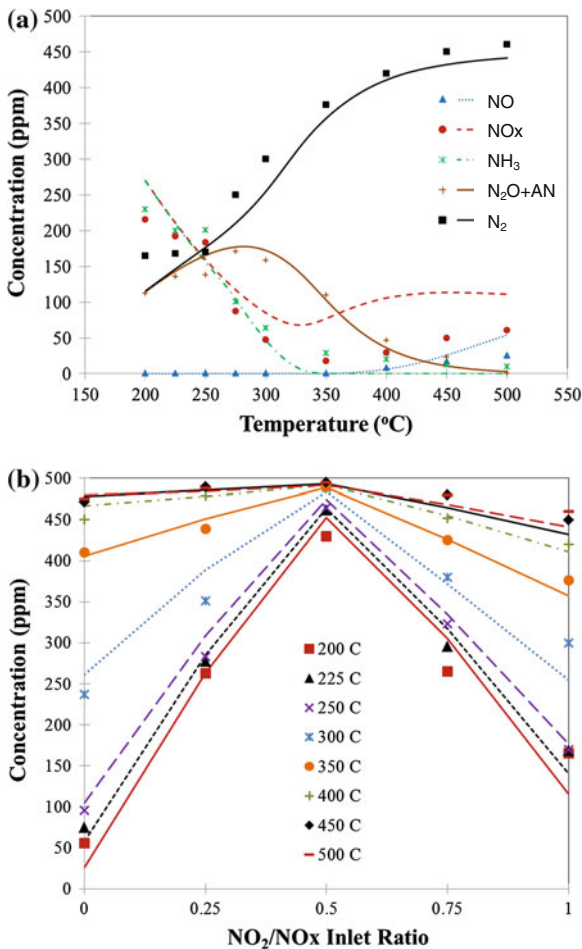 (a)
500
450
400
350
300
250
200
150
100
50
0
Concentration (ppm)
NO
NOx
NH₃
N₂O+AN
N₂
150 200 250 300 350 400 450 500 550
Temperature (ºC)
(b)
500
450
400
350
300
250
200
150
100
50
0
Concentration (ppm)
200 C
225 C
250 C
300 C
350 C
400 C
450 C
500 C
0 0.25 0.5 0.75 1
NO₂/NOx Inlet Ratio